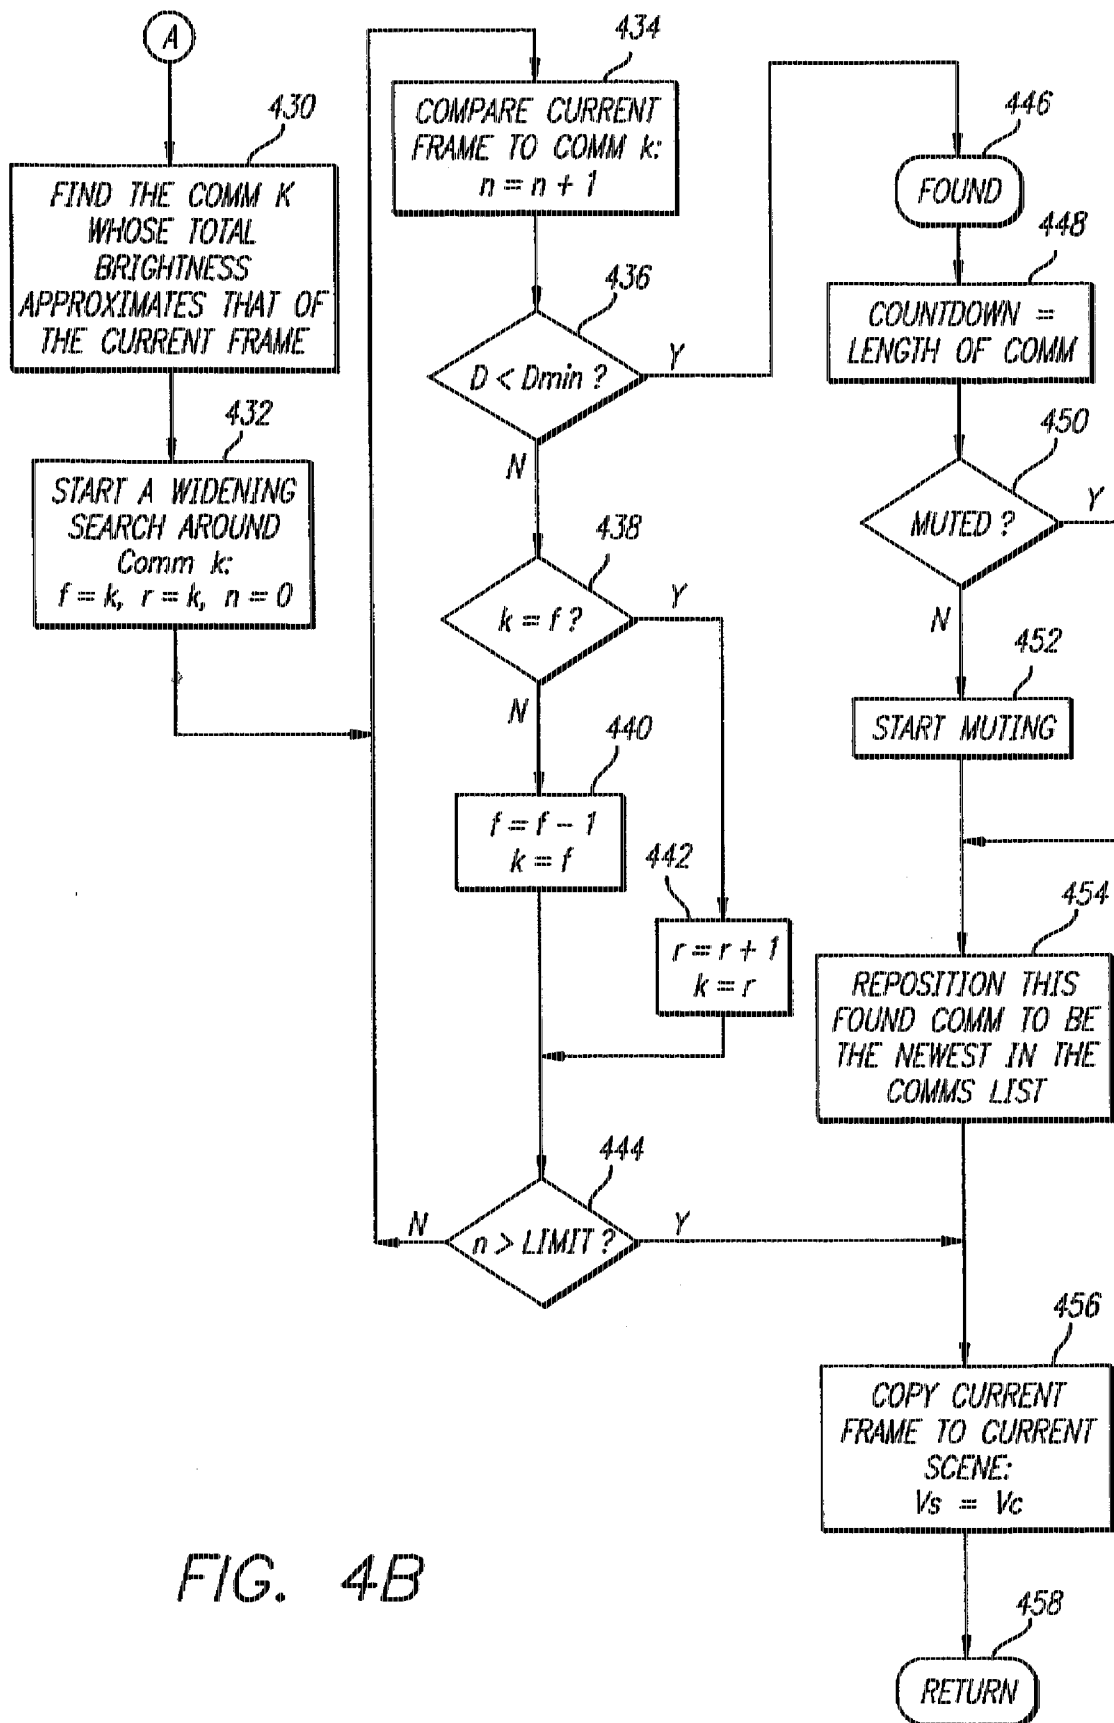 A
430
FIND THE COMM K
WHOSE TOTAL
BRIGHTNESS
APPROXIMATES THAT OF
THE CURRENT FRAME
432
START A WIDENING
SEARCH AROUND
Comm k:
f = k, r = k, n = 0
434
COMPARE CURRENT
FRAME TO COMM k:
n = n + 1
436
D < Dmin ?
Y
N
438
k = f ?
Y
N
440
f = f - 1
k = f
442
r = r + 1
k = r
444
n > LIMIT ?
N
Y
446
FOUND
448
COUNTDOWN =
LENGTH OF COMM
450
MUTED ?
Y
N
452
START MUTING
454
REPOSITION THIS
FOUND COMM TO BE
THE NEWEST IN THE
COMMS LIST
456
COPY CURRENT
FRAME TO CURRENT
SCENE:
Vs = Vc
458
RETURN
FIG. 4B